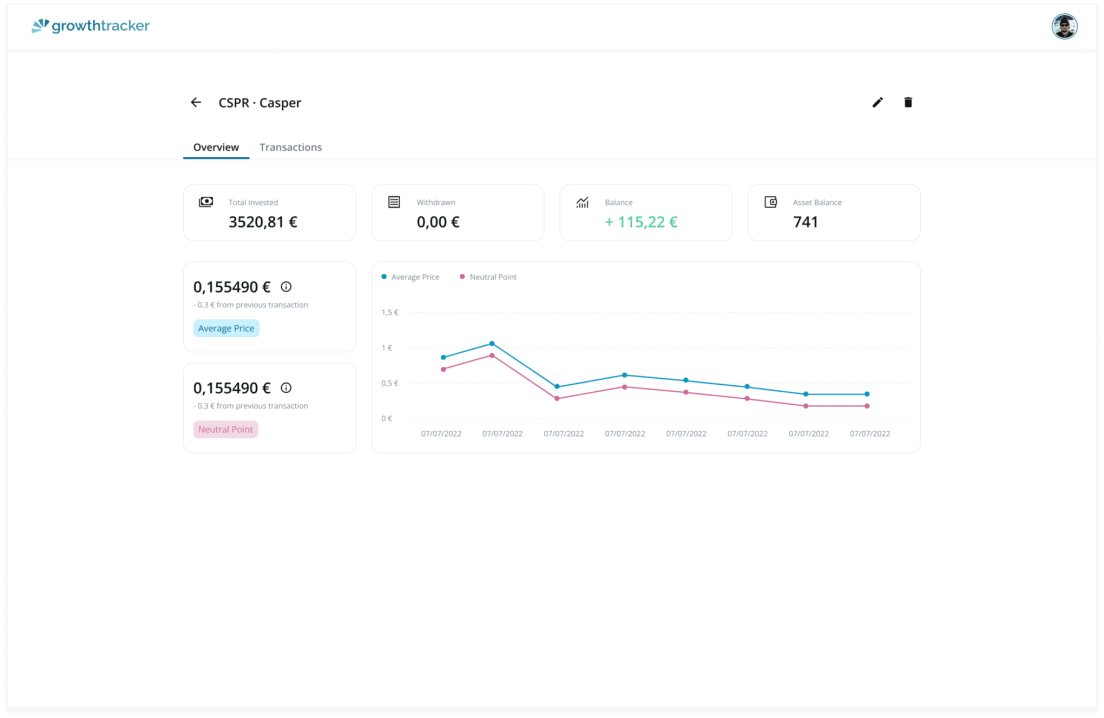 growthtracker
CSPR · Casper
Overview Transactions
Total Invested
3520,81 €
Withdrawn
0,00 €
Balance
+ 115,22 €
Asset Balance
741
0,155490 €
- 0.3 € from previous transaction
Average Price
0,155490 €
- 0.3 € from previous transaction
Neutral Point
Average Price Neutral Point
1,5 €
1 €
0,5 €
0 €
07/07/2022 07/07/2022 07/07/2022 07/07/2022 07/07/2022 07/07/2022 07/07/2022 07/07/2022